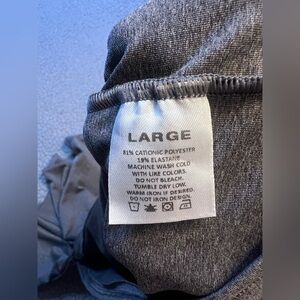 LARGE
81% CATIONIC POLYESTER
19% ELASTANE
MACHINE WASH COLD
WITH LIKE COLORS.
DO NOT BLEACH.
TUMBLE DRY LOW.
WARM IRON IF DESIRED.
DO NOT IRON DESIGN.